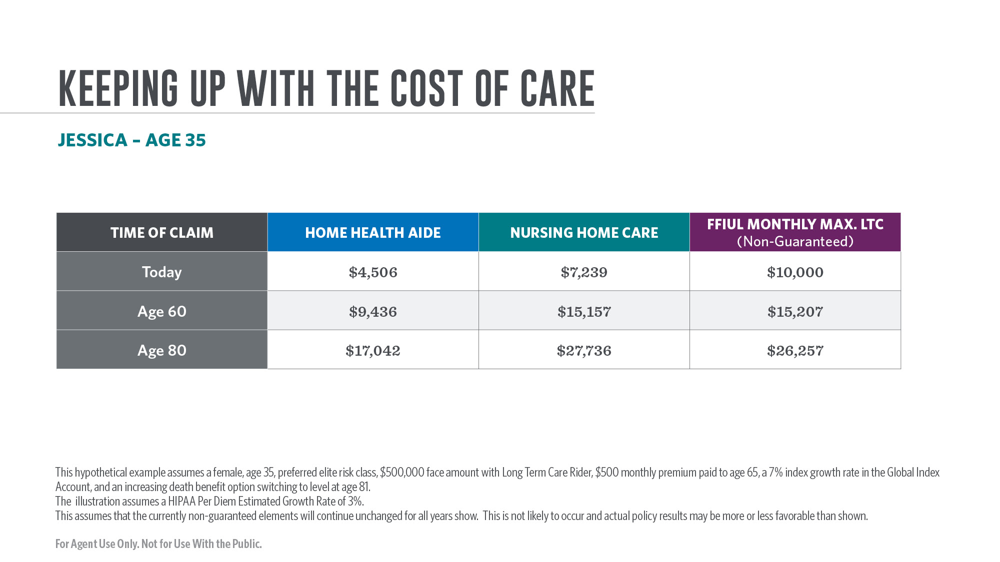 KEEPING UP WITH THE COST OF CARE
JESSICA – AGE 35
TIME OF CLAIM HOME HEALTH AIDE NURSING HOME CARE FFIUL MONTHLY MAX. LTC
(Non-Guaranteed)
Today $4,506 $7,239 $10,000
Age 60 $9,436 $15,157 $15,207
Age 80 $17,042 $27,736 $26,257
This hypothetical example assumes a female, age 35, preferred elite risk class, $500,000 face amount with Long Term Care Rider, $500 monthly premium paid to age 65, a 7% index growth rate in the Global Index
Account, and an increasing death benefit option switching to level at age 81.
The illustration assumes a HIPAA Per Diem Estimated Growth Rate of 3%.
This assumes that the currently non-guaranteed elements will continue unchanged for all years show. This is not likely to occur and actual policy results may be more or less favorable than shown.
For Agent Use Only. Not for Use With the Public.